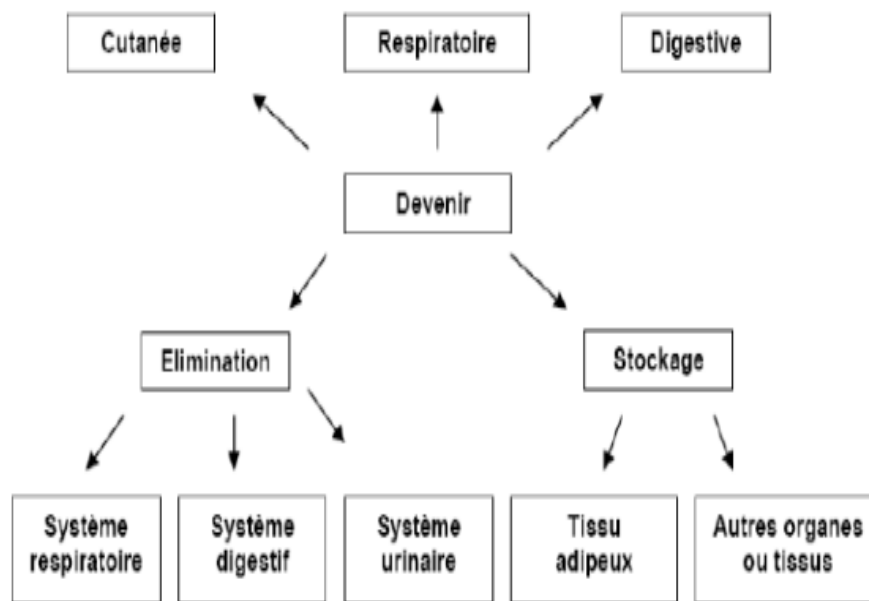 Cutanée
Respiratoire
Digestive
Devenir
Elimination
Stockage
Système
respiratoire
Système
digestif
Système
urinaire
Tissu
adipeux
Autres organes
ou tissus